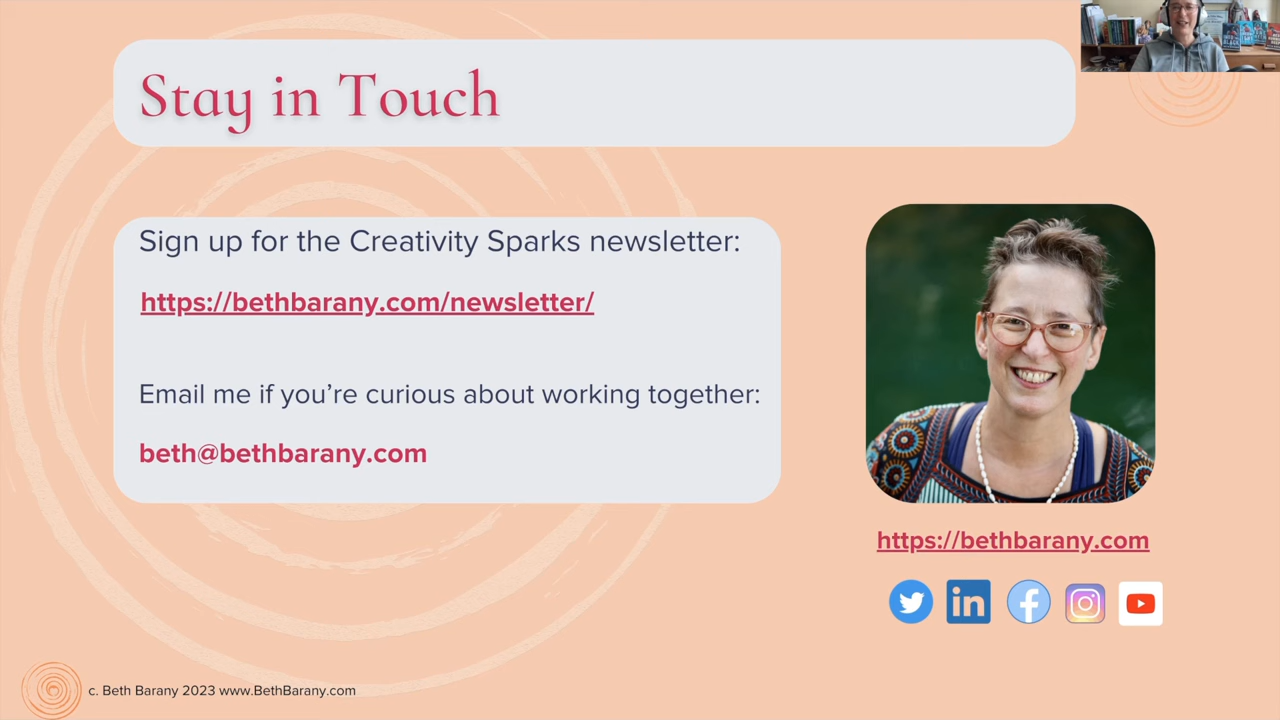 Stay in Touch
Sign up for the Creativity Sparks newsletter:
https://bethbarany.com/newsletter/
Email me if you’re curious about working together:
beth@bethbarany.com
https://bethbarany.com
c. Beth Barany 2023 www.BethBarany.com